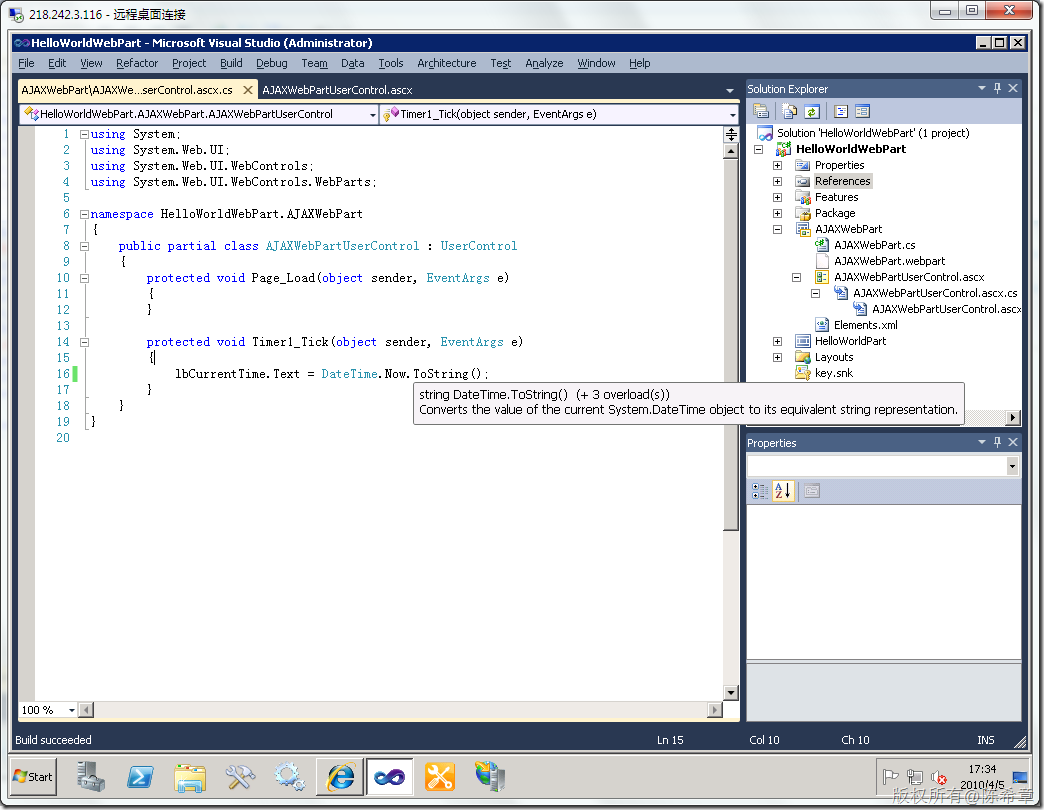 218.242.3.116 - 远程桌面连接
HelloWorldWebPart - Microsoft Visual Studio (Administrator)
File Edit View Refactor Project Build Debug Team Data Tools Architecture Test Analyze Window Help
AJAXWebPart\AJAXWe...serControl.ascx.cs AJAXWebPartUserControl.ascx
HelloWorldWebPart.AJAXWebPart.AJAXWebPartUserControl Timer1_Tick(object sender, EventArgs e)
1 using System;
2 using System.Web.UI;
3 using System.Web.UI.WebControls;
4 using System.Web.UI.WebControls.WebParts;
5
6 namespace HelloWorldWebPart.AJAXWebPart
7 {
8 public partial class AJAXWebPartUserControl : UserControl
9 {
10 protected void Page_Load(object sender, EventArgs e)
11 {
12 }
13
14 protected void Timer1_Tick(object sender, EventArgs e)
15 {
16 lbCurrentTime.Text = DateTime.Now.ToString();
17 }
18 }
19 }
20
string DateTime.ToString() (+ 3 overload(s))
Converts the value of the current System.DateTime object to its equivalent string representation.
100 %
Solution Explorer
Solution 'HelloWorldWebPart' (1 project)
HelloWorldWebPart
Properties
References
Features
Package
AJAXWebPart
AJAXWebPart.cs
AJAXWebPart.webpart
AJAXWebPartUserControl.ascx
AJAXWebPartUserControl.ascx.cs
AJAXWebPartUserControl.ascx
Elements.xml
HelloWorldPart
Layouts
key.snk
Properties
Build succeeded Ln 15 Col 10 Ch 10 INS
Start
17:34
2010/4/5
版权所有@陈希章